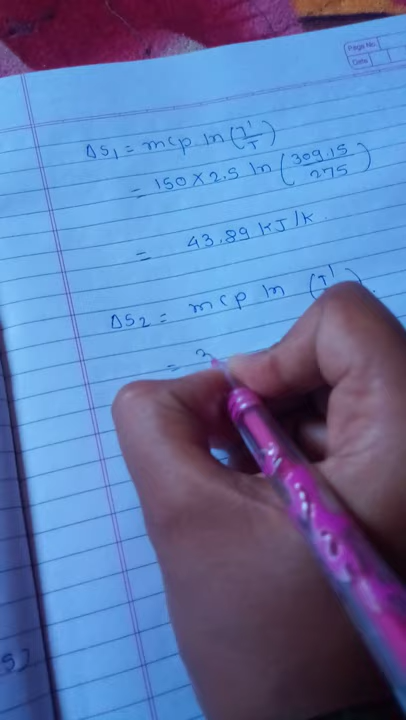 Page No.
Date
ΔS₁ = mcp ln (T'/T)
= 150 × 2.5 ln (309.15/275)
= 43.89 KJ/K.
ΔS₂ = mcp ln (T'
= 3